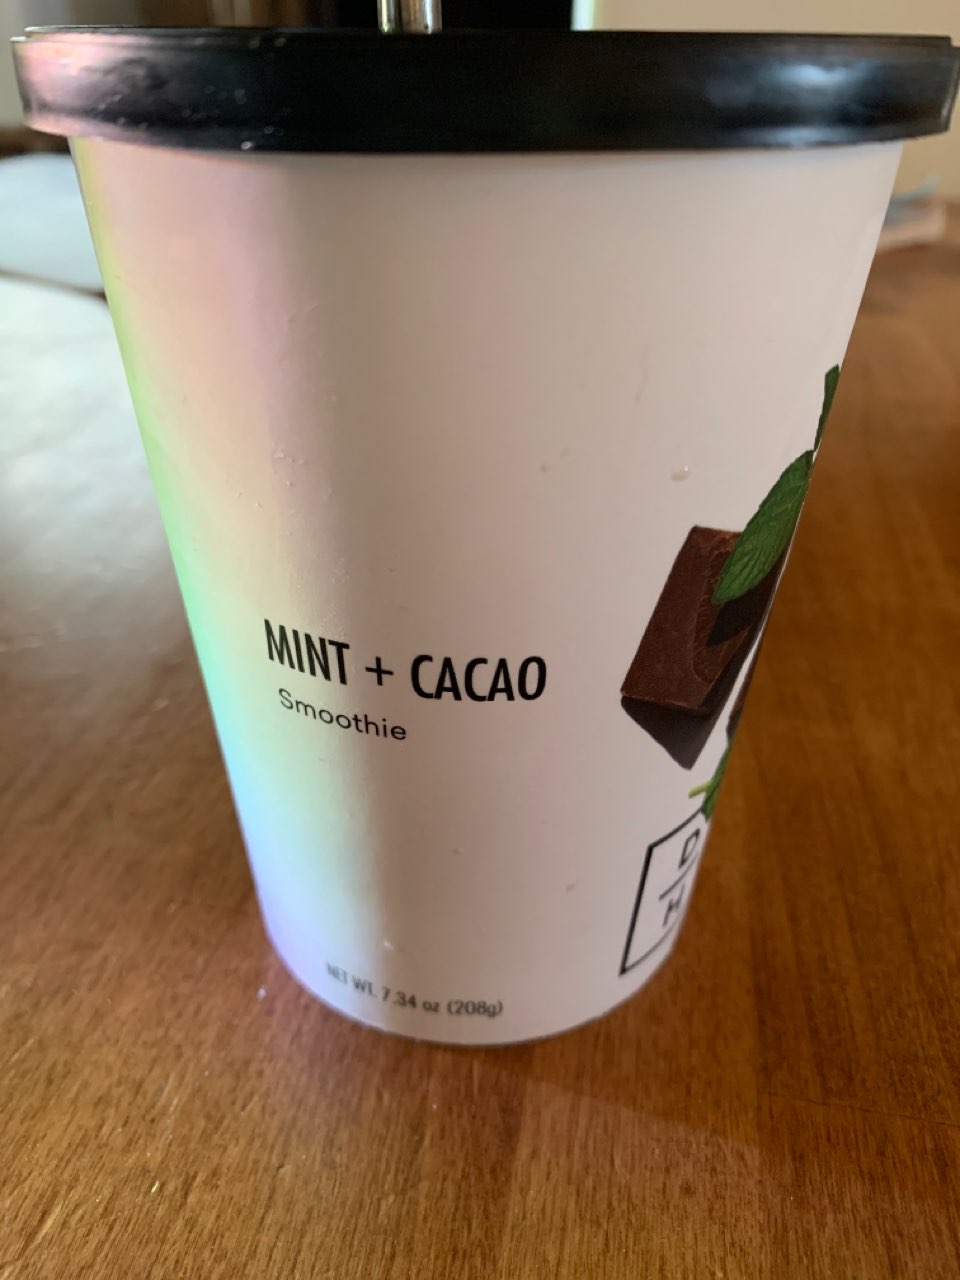 MINT + CACAO
Smoothie
D
H
NET WT. 7.34 oz (208g)